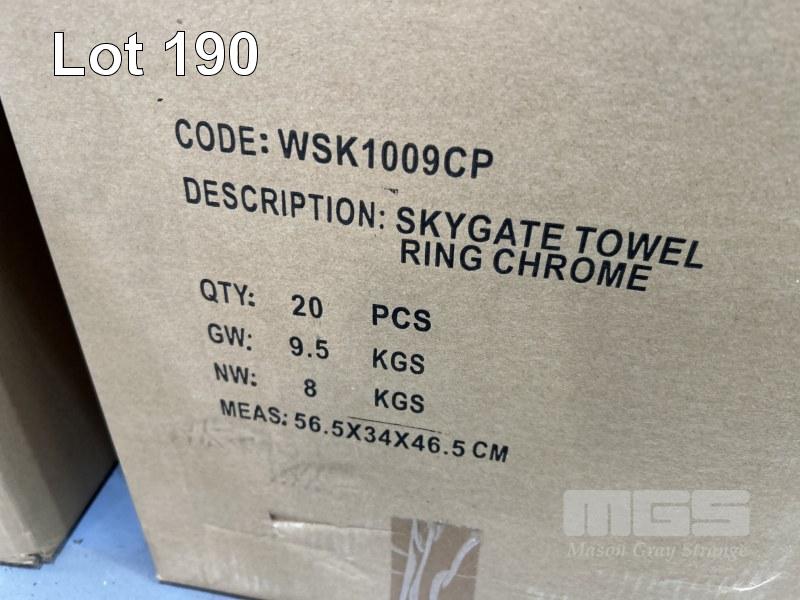 Lot 190
CODE: WSK1009CP
DESCRIPTION: SKYGATE TOWEL
RING CHROME
QTY: 20 PCS
GW: 9.5 KGS
NW: 8 KGS
MEAS: 56.5X34X46.5 CM
MGS
Mason Gray Strange